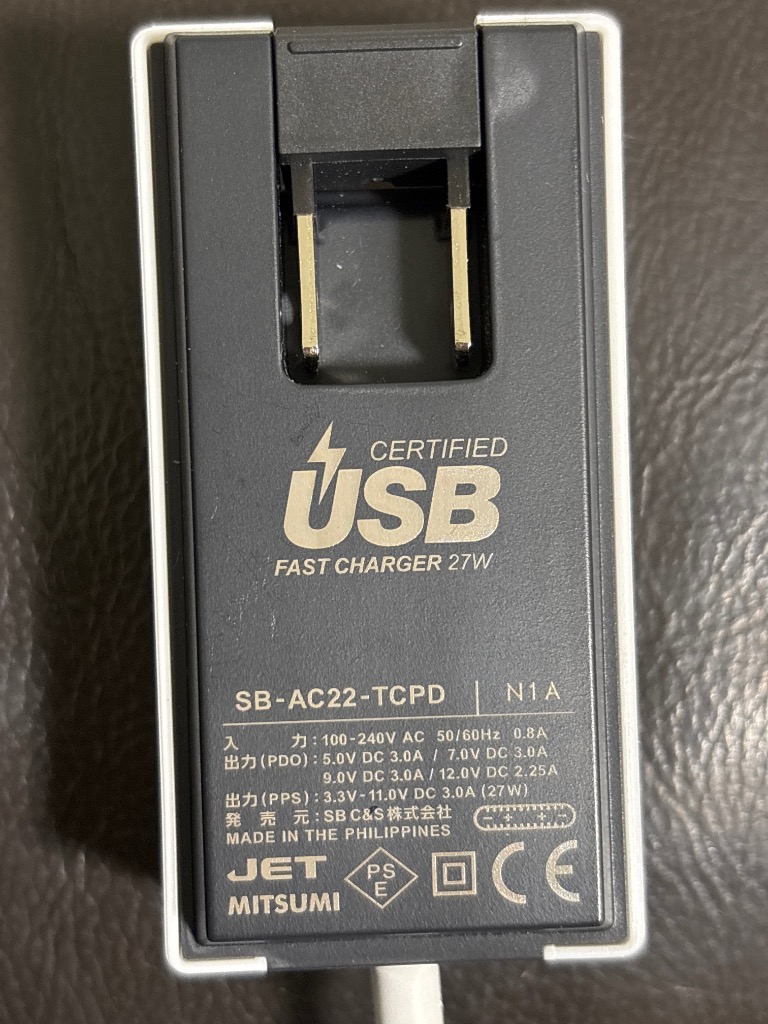 CERTIFIED
USB
FAST CHARGER 27W
SB-AC22-TCPD | N1A
入 力:100-240V AC 50/60Hz 0.8A
出力(PDO):5.0V DC 3.0A / 7.0V DC 3.0A
9.0V DC 3.0A / 12.0V DC 2.25A
出力(PPS):3.3V-11.0V DC 3.0A (27W)
発 売 元:SB C&S株式会社
MADE IN THE PHILIPPINES
JET
PS
E
CE
MITSUMI